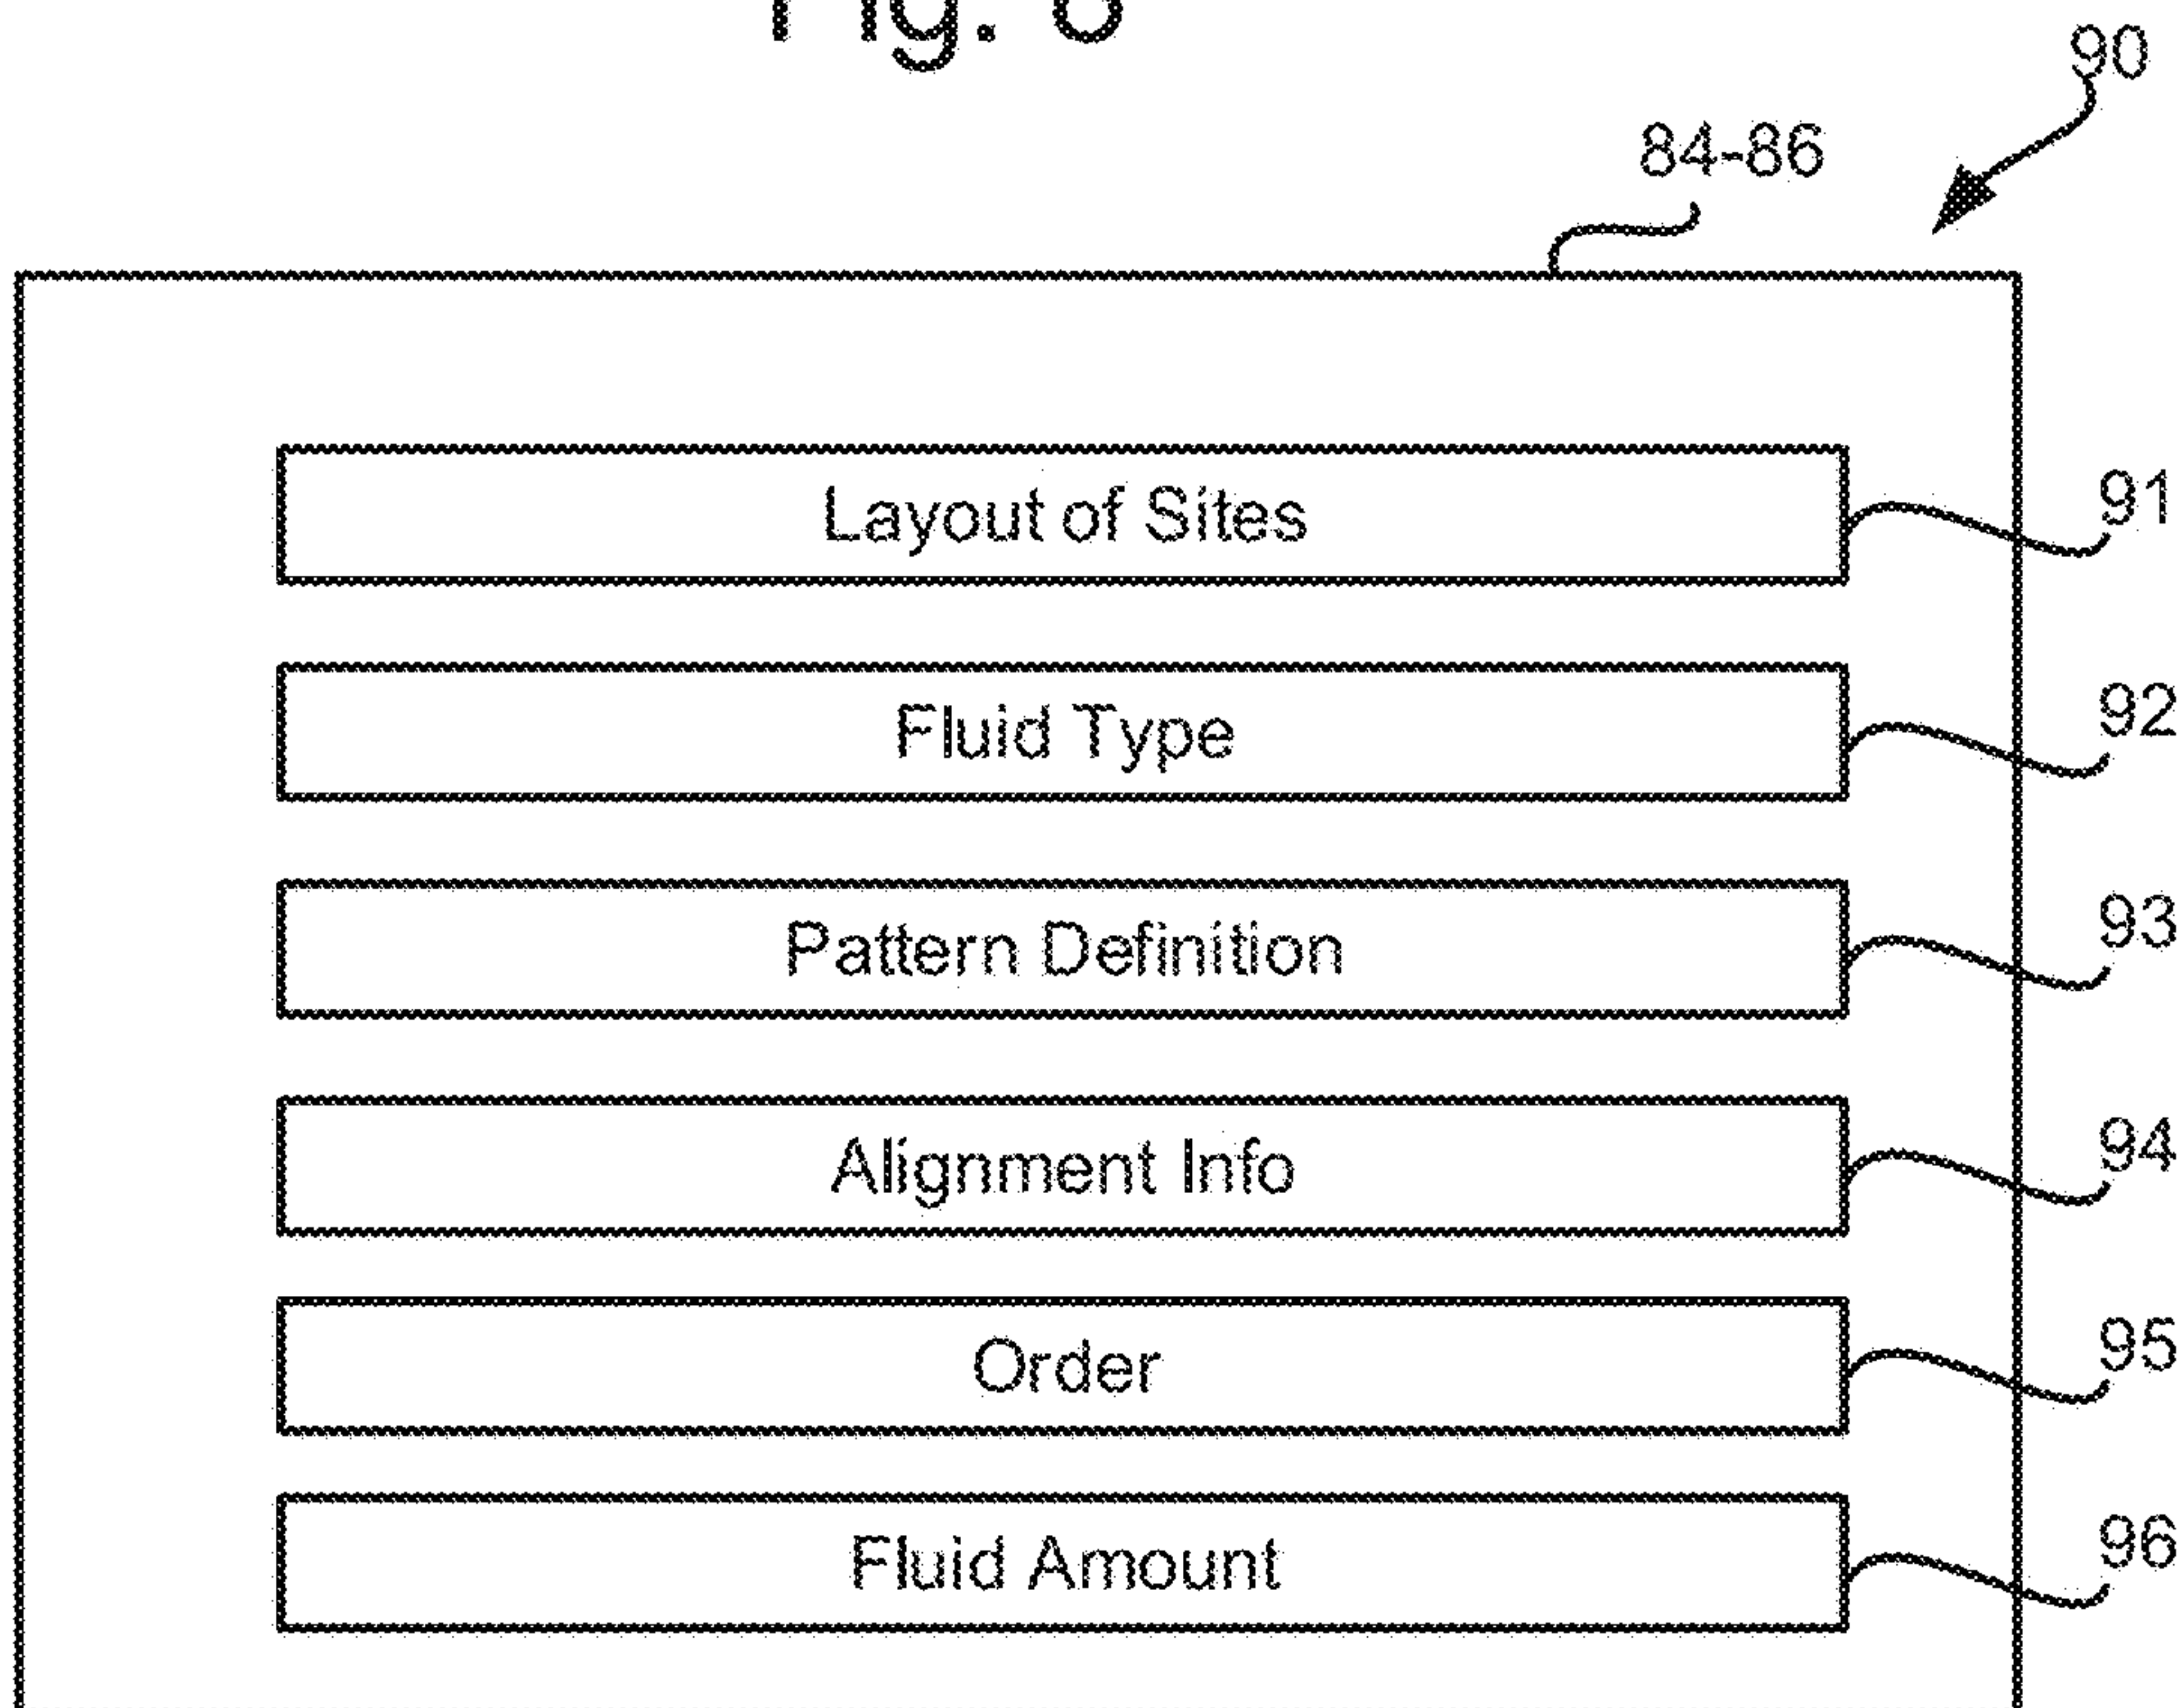 Fig.
90
84-86
Layout of Sites 91
Fluid Type 92
Pattern Definition 93
Alignment Info 94
Order 95
Fluid Amount 96